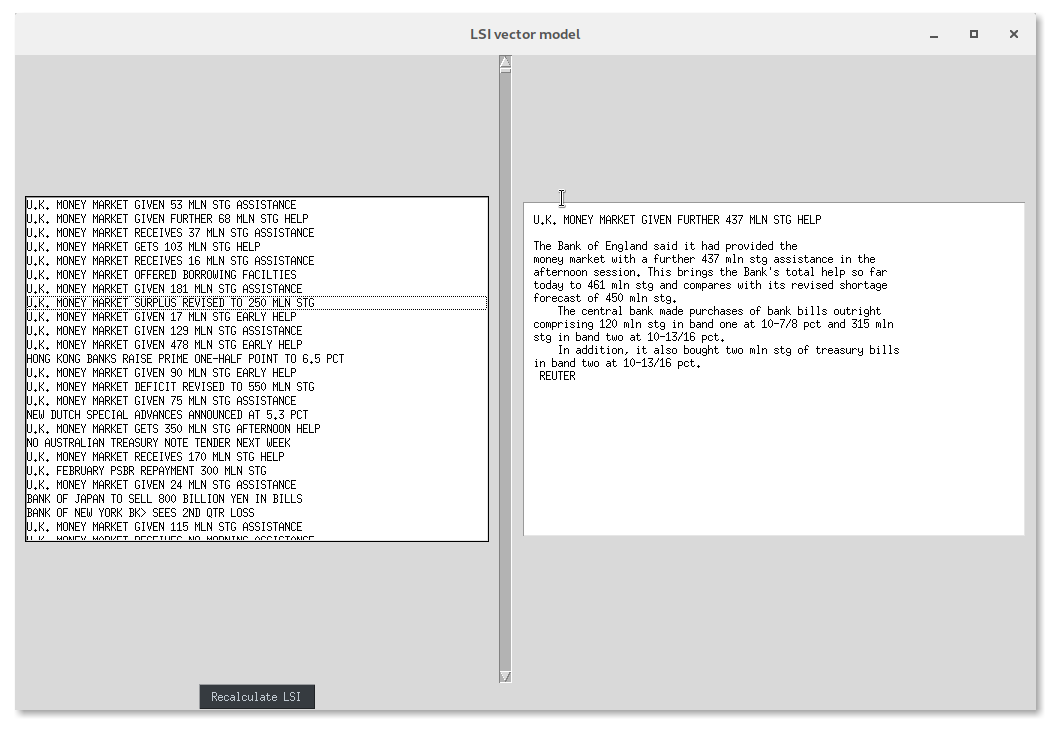 LSI vector model
U.K. MONEY MARKET GIVEN 53 MLN STG ASSISTANCE
U.K. MONEY MARKET GIVEN FURTHER 68 MLN STG HELP
U.K. MONEY MARKET RECEIVES 37 MLN STG ASSISTANCE
U.K. MONEY MARKET GETS 103 MLN STG HELP
U.K. MONEY MARKET RECEIVES 16 MLN STG ASSISTANCE
U.K. MONEY MARKET OFFERED BORROWING FACILTIES
U.K. MONEY MARKET GIVEN 181 MLN STG ASSISTANCE
U.K. MONEY MARKET SURPLUS REVISED TO 250 MLN STG
U.K. MONEY MARKET GIVEN 17 MLN STG EARLY HELP
U.K. MONEY MARKET GIVEN 129 MLN STG ASSISTANCE
U.K. MONEY MARKET GIVEN 478 MLN STG EARLY HELP
HONG KONG BANKS RAISE PRIME ONE-HALF POINT TO 6.5 PCT
U.K. MONEY MARKET GIVEN 90 MLN STG EARLY HELP
U.K. MONEY MARKET DEFICIT REVISED TO 550 MLN STG
U.K. MONEY MARKET GIVEN 75 MLN STG ASSISTANCE
NEW DUTCH SPECIAL ADVANCES ANNOUNCED AT 5.3 PCT
U.K. MONEY MARKET GETS 350 MLN STG AFTERNOON HELP
NO AUSTRALIAN TREASURY NOTE TENDER NEXT WEEK
U.K. MONEY MARKET RECEIVES 170 MLN STG HELP
U.K. FEBRUARY PSBR REPAYMENT 300 MLN STG
U.K. MONEY MARKET GIVEN 24 MLN STG ASSISTANCE
BANK OF JAPAN TO SELL 800 BILLION YEN IN BILLS
BANK OF NEW YORK BK> SEES 2ND QTR LOSS
U.K. MONEY MARKET GIVEN 115 MLN STG ASSISTANCE
U.K. MONEY MARKET RECEIVES NO MORNING ASSISTANCE
Recalculate LSI
U.K. MONEY MARKET GIVEN FURTHER 437 MLN STG HELP
The Bank of England said it had provided the
money market with a further 437 mln stg assistance in the
afternoon session. This brings the Bank's total help so far
today to 461 mln stg and compares with its revised shortage
forecast of 450 mln stg.
The central bank made purchases of bank bills outright
comprising 120 mln stg in band one at 10-7/8 pct and 315 mln
stg in band two at 10-13/16 pct.
In addition, it also bought two mln stg of treasury bills
in band two at 10-13/16 pct.
REUTER